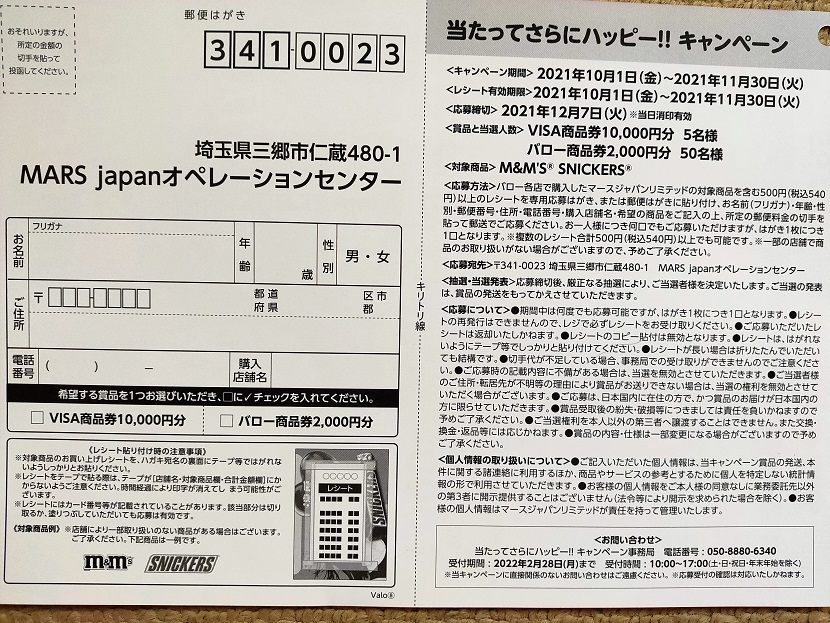 郵便はがき
おそれいりますが、
所定の金額の
切手を貼って
投函してください。
341-0023
埼玉県三郷市仁蔵480-1
MARS japanオペレーションセンター
お名前
フリガナ
年齢
歳
性別
男・女
ご住所
〒
都道
府県
区市
郡
電話
番号
( ) −
購入
店舗名
希望する賞品を1つお選びいただき、□に✓チェックを入れてください。
□ VISA商品券10,000円分
□ バロー商品券2,000円分
《レシート貼り付け時の注意事項》
※対象商品のお買い上げレシートは、ハガキ宛名の裏面にテープ等ではがれ
ないようしっかりとお貼りください。
※レシートをテープで貼る際は、テープが【店舗名・対象商品欄・合計金額欄】にか
からないようご注意ください。時間経過により印字が消えてし まう可能性がご
ざいます。
※レシートにはカード番号等が記載されていることがあります。該当部分は切り
取るか、塗りつぶしていただいても応募は有効です。
《対象商品例》 ※店舗により一部取り扱いのない商品がある場合はございます。
ご了承ください。下記商品は一例です。
m&m's SNICKERS
○○○○○
レシート
SNICKERS
Valo⑧
キリトリ線
当たってさらにハッピー!! キャンペーン
<キャンペーン期間> 2021年10月1日(金)〜2021年11月30日(火)
<レシート有効期限> 2021年10月1日(金)〜2021年11月30日(火)
<応募締切> 2021年12月7日(火) ※当日消印有効
<賞品と当選人数> VISA商品券10,000円分 5名様
バロー商品券2,000円分 50名様
<対象商品> M&M'S® SNICKERS®
<応募方法> バロー各店で購入したマースジャパンリミテッドの対象商品を含む500円(税込540
円)以上のレシートを専用応募はがき、または郵便はがきに貼り付け、お名前(フリガナ)・年齢・性
別・郵便番号・住所・電話番号・購入店舗名・希望の商品をご記入の上、所定の郵便料金の切手を
貼って郵送でご応募ください。お一人様につき何口でもご応募いただけますが、はがき1枚につき
1口となります。※複数のレシート合計500円(税込540円)以上でも可能です。※一部の店舗で商
品のお取り扱いがない場合がございますので、予めご了承ください。
<応募宛先> 〒341-0023 埼玉県三郷市仁蔵480-1 MARS japanオペレーションセンター
<抽選・当選発表> 応募締切後、厳正なる抽選により、ご当選者様を決定いたします。ご当選の発表
は、賞品の発送をもってかえさせていただきます。
<応募について> ●期間中は何度でも応募可能ですが、はがき1枚につき1口となります。●レシー
トの再発行はできませんので、レジで必ずレシートをお受け取りください。●ご応募いただいたレ
シートは返却いたしかねます。●レシートのコピー貼付は無効となります。●レシートは、はがれな
いようにテープ等でしっかりと貼り付けてください。●レシートが長い場合は折りたたんでいただい
ても結構です。●切手代が不足している場合、事務局での受け取りができませんのでご注意くださ
い。●ご応募時の記載内容に不備がある場合は、当選を無効とさせていただきます。●ご当選者様
のご住所・転居先が不明等の理由により賞品がお送りできない場合は、当選の権利を無効とさせて
いただく場合がございます。●ご応募は、日本国内に在住の方で、かつ賞品のお届けが日本国内の
方に限らせていただきます。●賞品受取後の紛失・破損等につきましては責任を負いかねますので
予めご了承ください。●ご当選権利を本人以外の第三者へ譲渡することはできません。また交換・
換金・返品等には応じかねます。●賞品の内容・仕様は一部変更になる場合がございますので予め
ご了承ください。
<個人情報の取り扱いについて> ●ご記入いただいた個人情報は、当キャンペーン賞品の発送、本
件に関する諸連絡に利用するほか、商品やサービスの参考とするために個人を特定しない統計情
報の形で利用させていただきます。●お客様の個人情報をご本人様の同意なしに業務委託先以外
の第3者に開示提供することはございません(法令等により開示を求められた場合を除く)。●お客
様の個人情報はマースジャパンリミテッドが責任を持って管理いたします。
<お問い合わせ>
当たってさらにハッピー!! キャンペーン事務局 電話番号:050-8880-6340
受付期間:2022年2月28日(月)まで 受付時間:10:00〜17:00(土・日・祝日・年末年始を除く)
※当キャンペーンに直接関係のないお問い合わせはご遠慮ください。※応募受付の確認は対応いたしかねます。